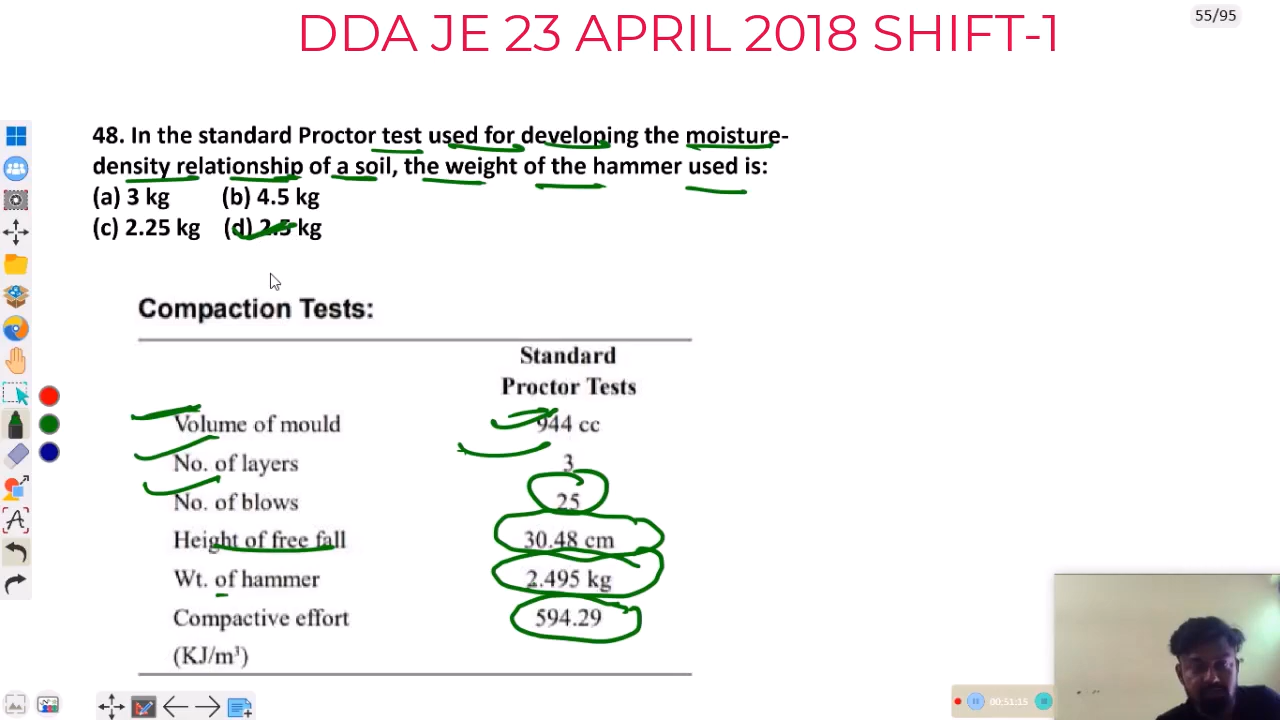 55/95
DDA JE 23 APRIL 2018 SHIFT-1
48. In the standard Proctor test used for developing the moisture-
density relationship of a soil, the weight of the hammer used is:
(a) 3 kg (b) 4.5 kg
(c) 2.25 kg (d) 2.5 kg
Compaction Tests:
Standard
Proctor Tests
Volume of mould 944 cc
No. of layers 3
No. of blows 25
Height of free fall 30.48 cm
Wt. of hammer 2.495 kg
Compactive effort 594.29
(KJ/m³)
00:51:15